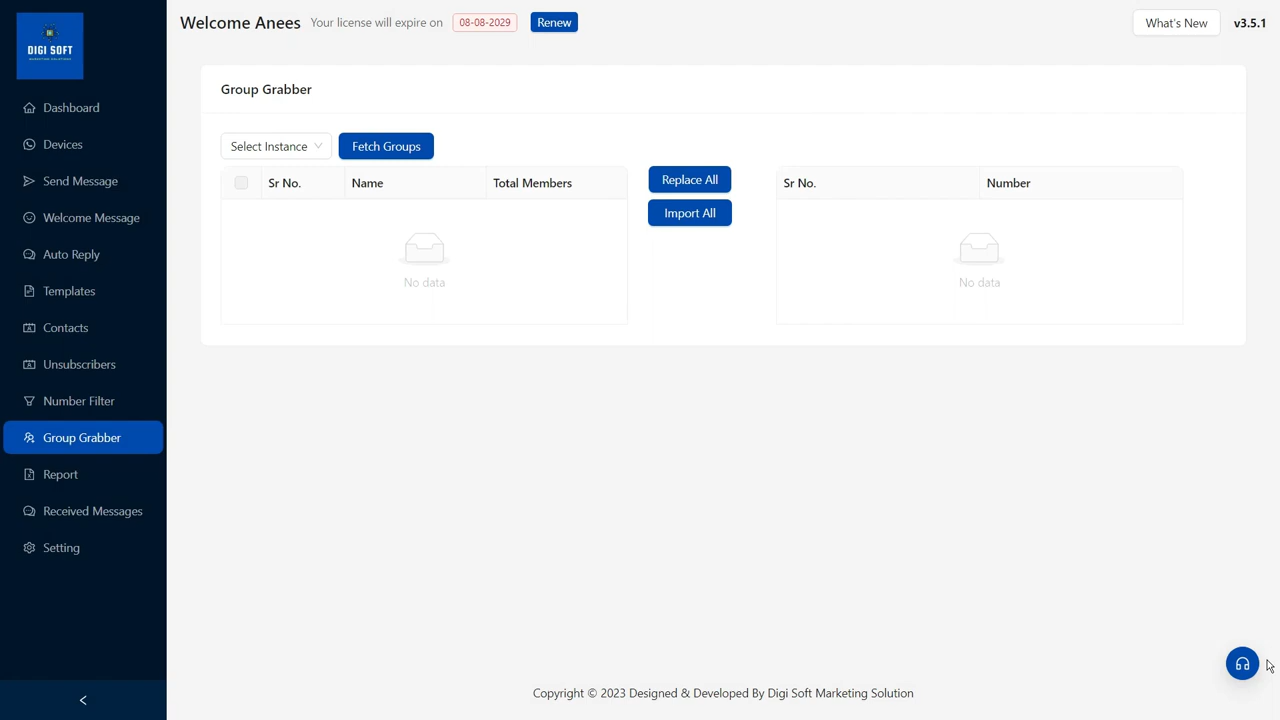 DIGI SOFT
MARKETING SOLUTIONS
Dashboard
Devices
Send Message
Welcome Message
Auto Reply
Templates
Contacts
Unsubscribers
Number Filter
Group Grabber
Report
Received Messages
Setting
Welcome Anees Your license will expire on 08-08-2029 Renew What's New v3.5.1
Group Grabber
Select Instance Fetch Groups
Sr No. Name Total Members
No data
Replace All
Import All
Sr No. Number
No data
Copyright © 2023 Designed & Developed By Digi Soft Marketing Solution